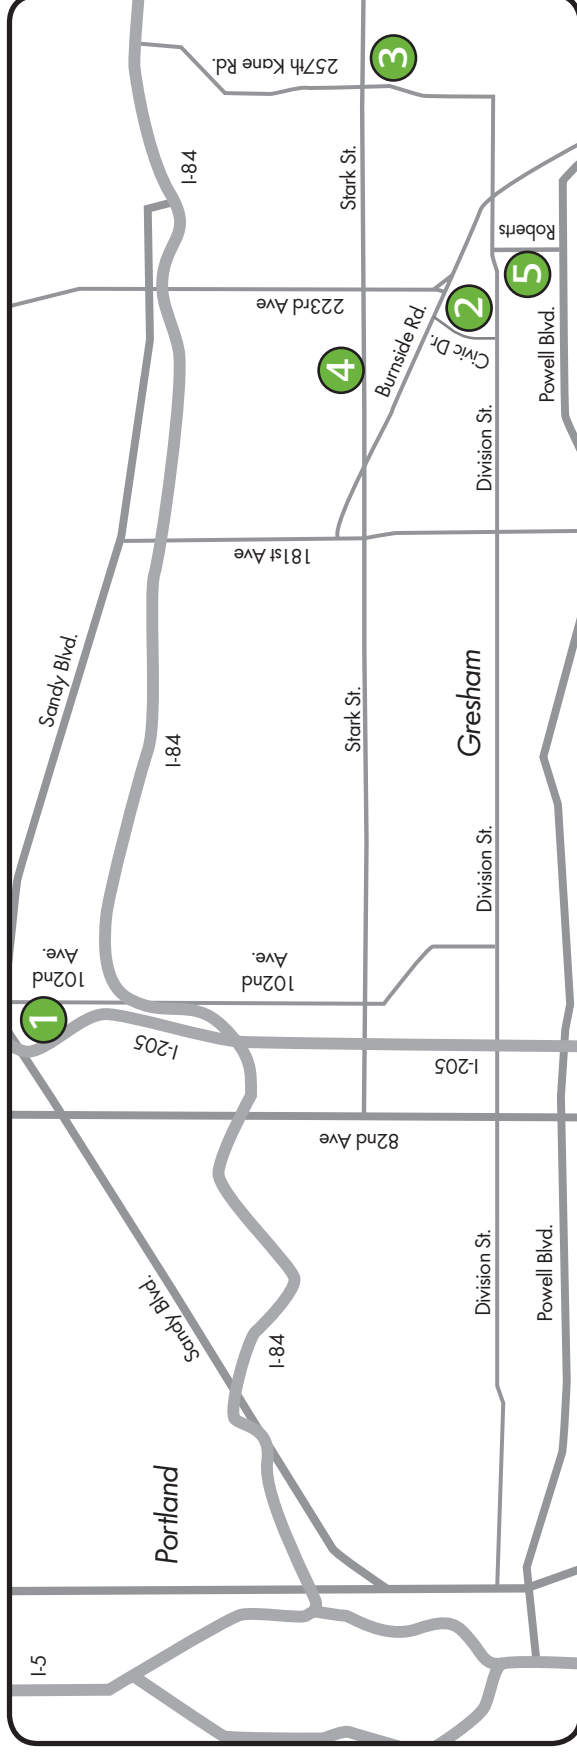 I-5
1
102nd
Ave.
Sandy Blvd.
I-205
Portland
Sandy Blvd.
I-84
I-84
102nd
Ave.
181st Ave
257th Kane Rd.
I-84
223rd Ave
4
Stark St.
Stark St.
82nd Ave
3
Burnside Rd.
I-205
Civic Dr.
2
Gresham
Division St.
Division St.
Division St.
Roberts
5
Powell Blvd.
Powell Blvd.